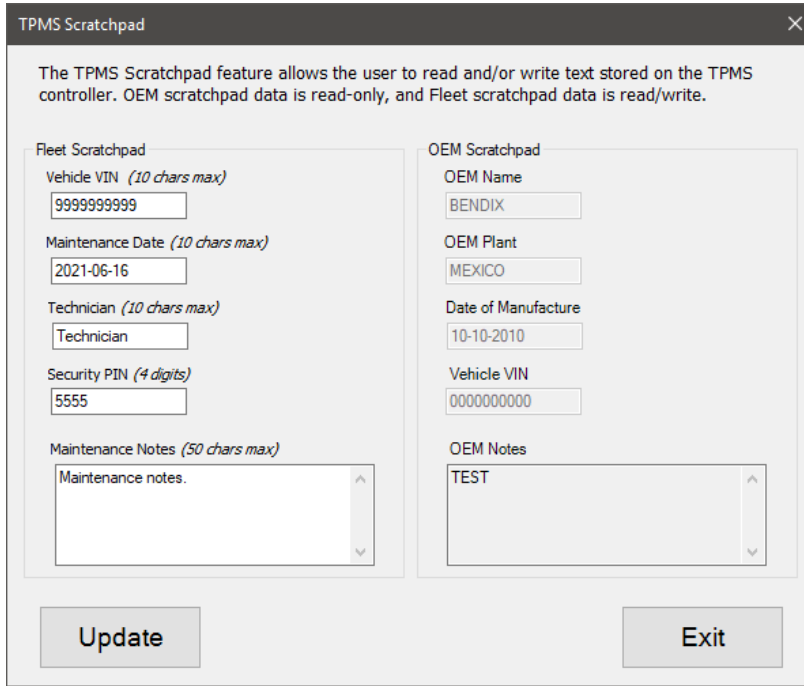 TPMS Scratchpad
The TPMS Scratchpad feature allows the user to read and/or write text stored on the TPMS
controller. OEM scratchpad data is read-only, and Fleet scratchpad data is read/write.
Fleet Scratchpad
Vehicle VIN (10 chars max)
9999999999
Maintenance Date (10 chars max)
2021-06-16
Technician (10 chars max)
Technician
Security PIN (4 digits)
5555
Maintenance Notes (50 chars max)
Maintenance notes.
OEM Scratchpad
OEM Name
BENDIX
OEM Plant
MEXICO
Date of Manufacture
10-10-2010
Vehicle VIN
0000000000
OEM Notes
TEST
Update
Exit